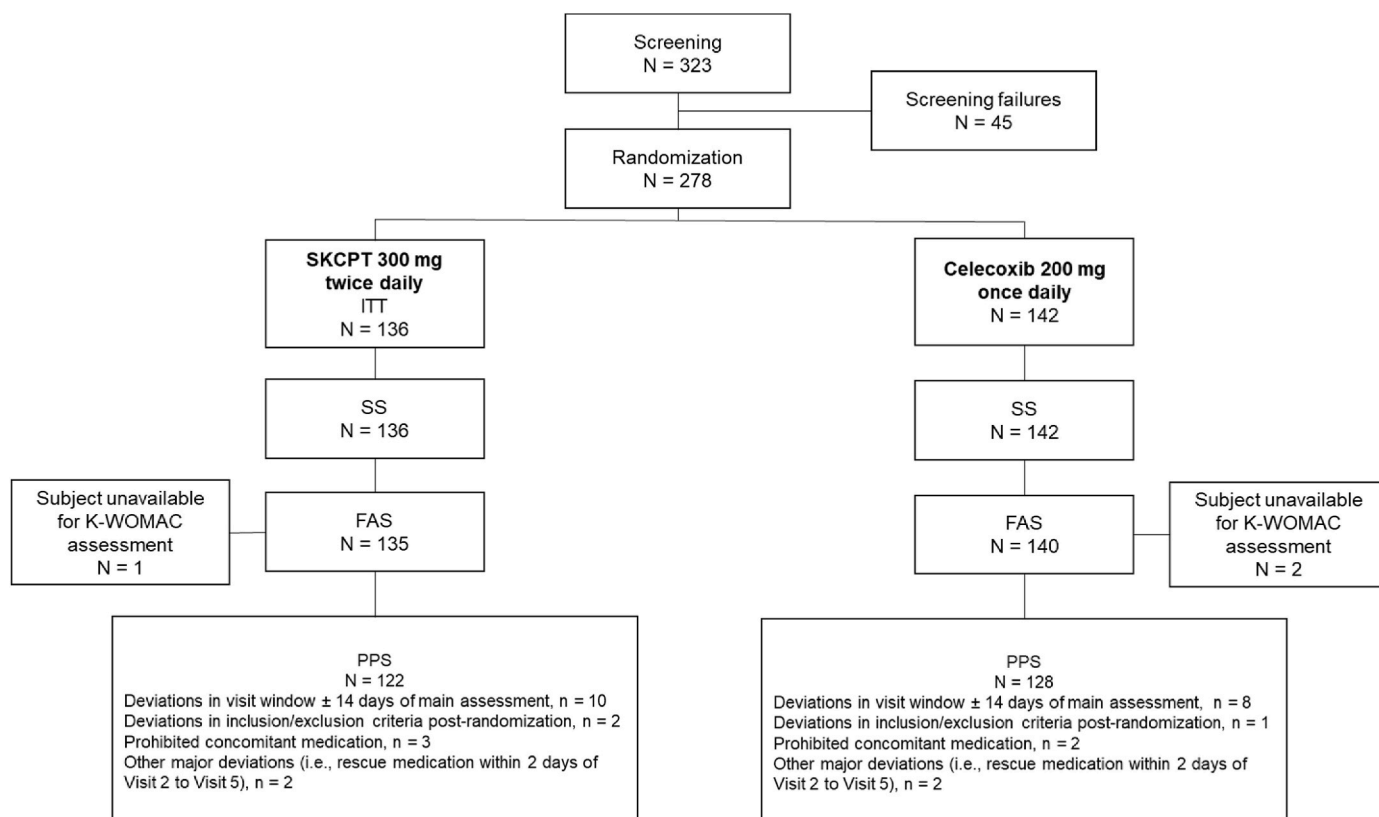 Screening
N = 323
Screening failures
N = 45
Randomization
N = 278
SKCPT 300 mg
twice daily
ITT
N = 136
Celecoxib 200 mg
once daily
N = 142
SS
N = 136
SS
N = 142
Subject unavailable
for K-WOMAC
assessment
N = 1
FAS
N = 135
FAS
N = 140
Subject unavailable
for K-WOMAC
assessment
N = 2
PPS
N = 122
Deviations in visit window ± 14 days of main assessment, n = 10
Deviations in inclusion/exclusion criteria post-randomization, n = 2
Prohibited concomitant medication, n = 3
Other major deviations (i.e., rescue medication within 2 days of
Visit 2 to Visit 5), n = 2
PPS
N = 128
Deviations in visit window ± 14 days of main assessment, n = 8
Deviations in inclusion/exclusion criteria post-randomization, n = 1
Prohibited concomitant medication, n = 2
Other major deviations (i.e., rescue medication within 2 days of
Visit 2 to Visit 5), n = 2